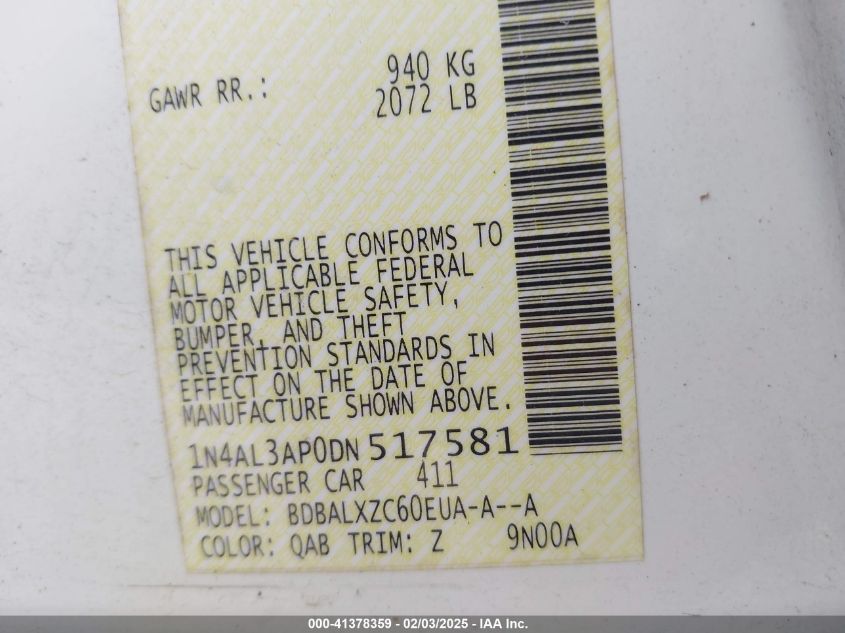 GAWR RR.: 940 KG
2072 LB
THIS VEHICLE CONFORMS TO
ALL APPLICABLE FEDERAL
MOTOR VEHICLE SAFETY,
BUMPER, AND THEFT
PREVENTION STANDARDS IN
EFFECT ON THE DATE OF
MANUFACTURE SHOWN ABOVE.
1N4AL3AP0DN517581
PASSENGER CAR 411
MODEL: BDBALXZC60EUA-A--A
COLOR: QAB TRIM: Z 9N00A
000-41378359 - 02/03/2025 - IAA Inc.